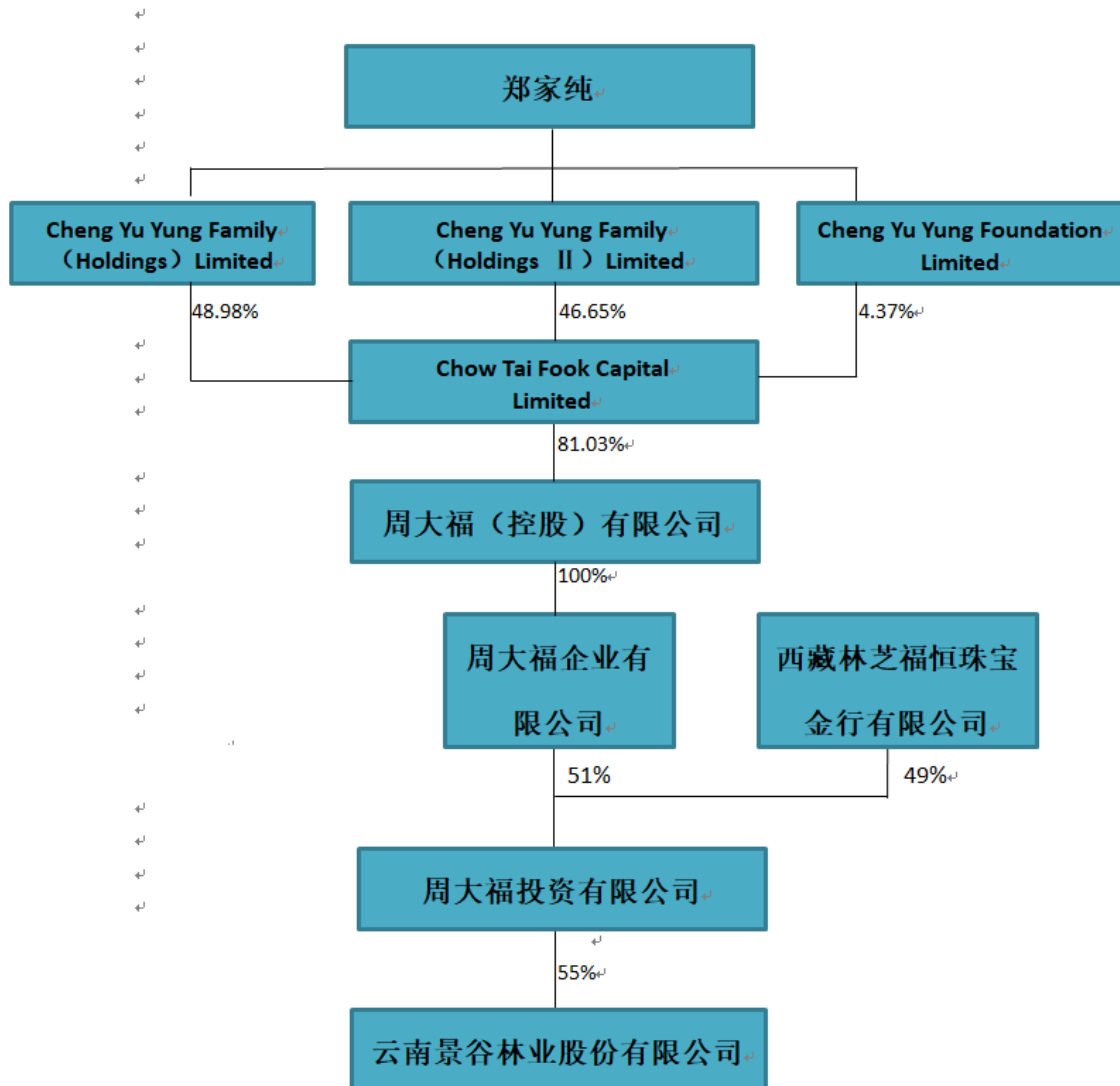 郑家纯
Cheng Yu Yung Family
（Holdings）Limited
Cheng Yu Yung Family
（Holdings Ⅱ）Limited
Cheng Yu Yung Foundation
Limited
48.98%
46.65%
4.37%
Chow Tai Fook Capital
Limited
81.03%
周大福（控股）有限公司
100%
周大福企业有
限公司
西藏林芝福恒珠宝
金行有限公司
51%
49%
周大福投资有限公司
55%
云南景谷林业股份有限公司